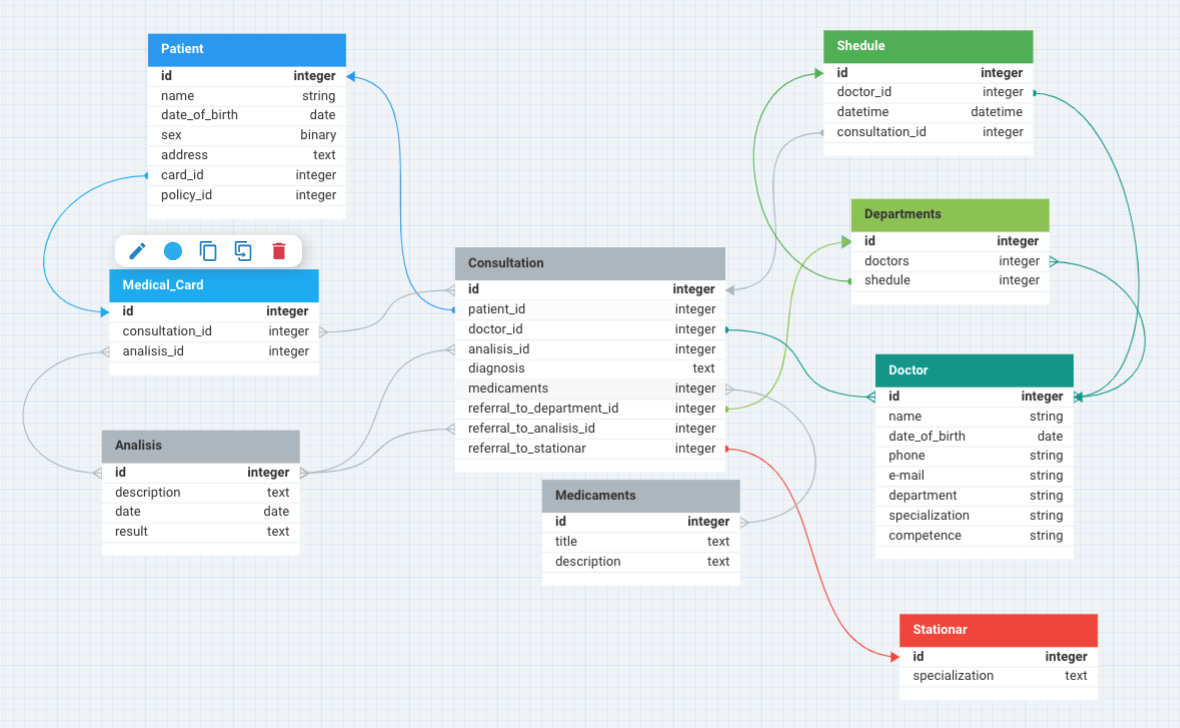 Patient
id integer
name string
date_of_birth date
sex binary
address text
card_id integer
policy_id integer
Medical_Card
id integer
consultation_id integer
analisis_id integer
Analisis
id integer
description text
date date
result text
Consultation
id integer
patient_id integer
doctor_id integer
analisis_id integer
diagnosis text
medicaments integer
referral_to_department_id integer
referral_to_analisis_id integer
referral_to_stationar integer
Medicaments
id integer
title text
description text
Shedule
id integer
doctor_id integer
datetime datetime
consultation_id integer
Departments
id integer
doctors integer
shedule integer
Doctor
id integer
name string
date_of_birth date
phone string
e-mail string
department string
specialization string
competence string
Stationar
id integer
specialization text